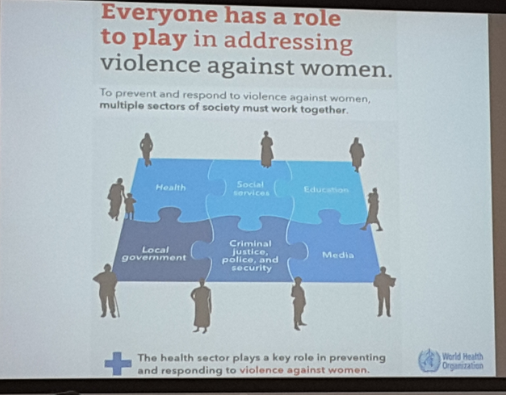 Everyone has a role
to play in addressing
violence against women.
To prevent and respond to violence against women,
multiple sectors of society must work together.
Health
Social
services
Education
Local
government
Criminal
justice,
police, and
security
Media
The health sector plays a key role in preventing
and responding to violence against women.
World Health
Organization